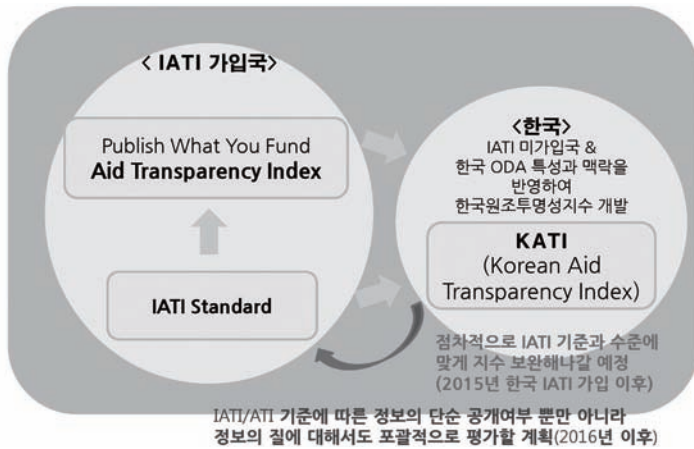 < IATI 가입국>
Publish What You Fund
Aid Transparency Index
IATI Standard
<한국>
IATI 미가입국 &
한국 ODA 특성과 맥락을
반영하여
한국원조투명성지수 개발
KATI
(Korean Aid
Transparency Index)
점차적으로 IATI 기준과 수준에
맞게 지수 보완해나갈 예정
(2015년 한국 IATI 가입 이후)
IATI/ATI 기준에 따른 정보의 단순 공개여부 뿐만 아니라
정보의 질에 대해서도 포괄적으로 평가할 계획(2016년 이후)